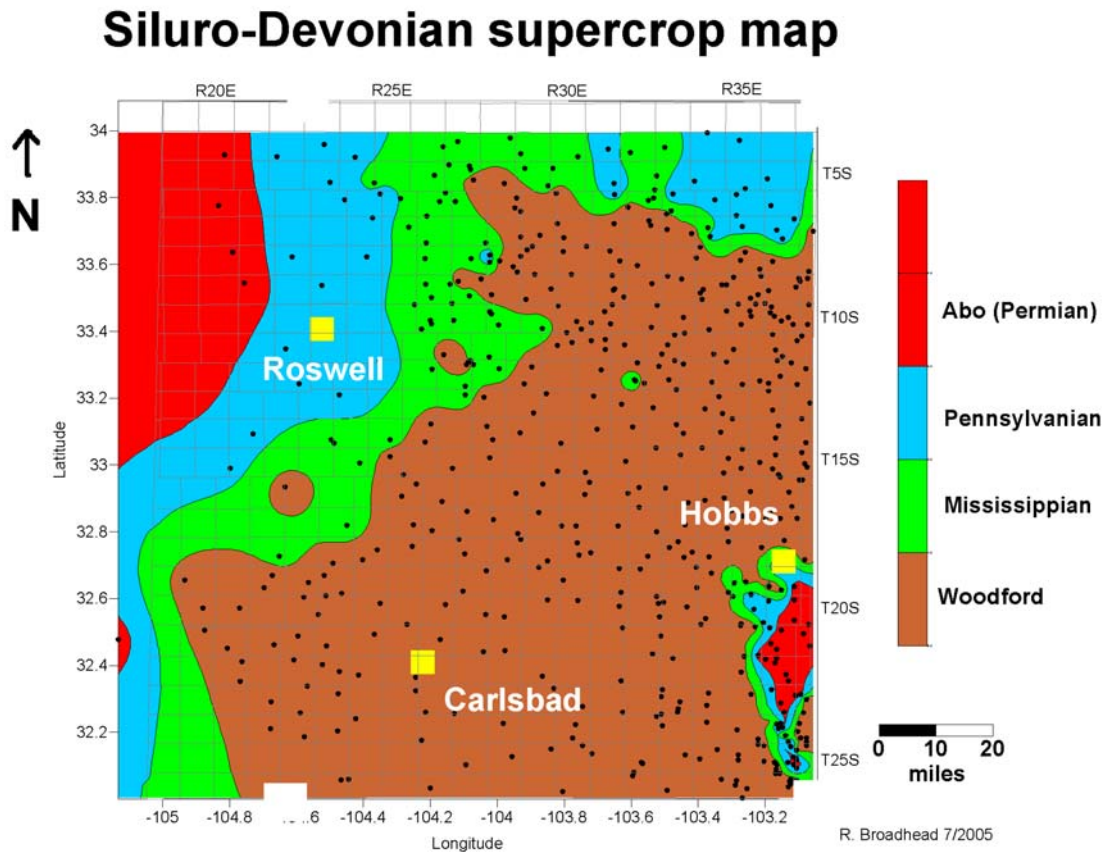 Siluro-Devonian supercrop map
R20E R25E R30E R35E
N
34
33.8
33.6
33.4
33.2
33
32.8
32.6
32.4
32.2
Latitude
T5S
T10S
T15S
T20S
T25S
Roswell
Hobbs
Carlsbad
Abo (Permian)
Pennsylvanian
Mississippian
Woodford
0 10 20
miles
-105 -104.8 -104.4 -104.2 -104 -103.8 -103.6 -103.4 -103.2
Longitude
R. Broadhead 7/2005